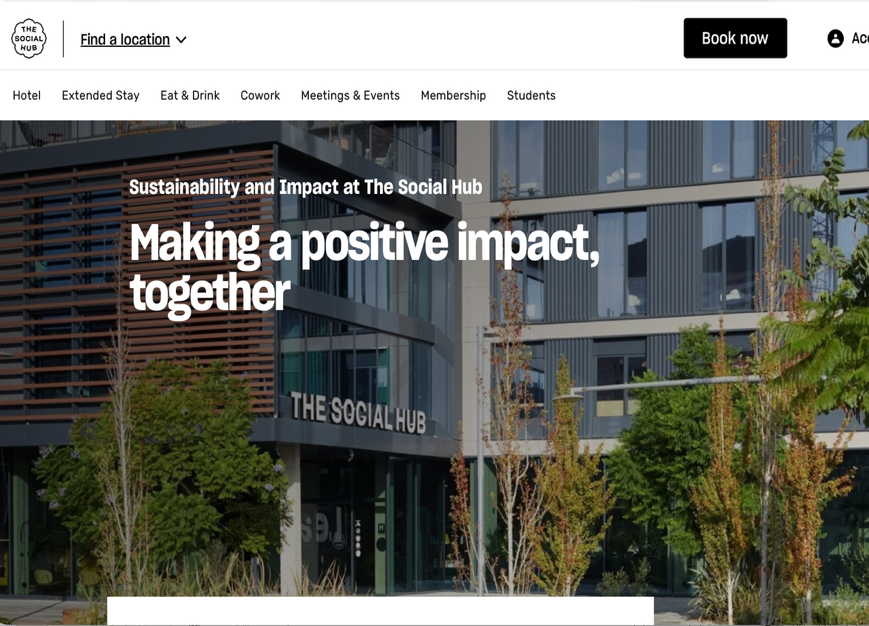 THE
SOCIAL
HUB
Find a location
Book now
Acc
Hotel
Extended Stay
Eat & Drink
Cowork
Meetings & Events
Membership
Students
Sustainability and Impact at The Social Hub
Making a positive impact,
together
THE SOCIAL HUB